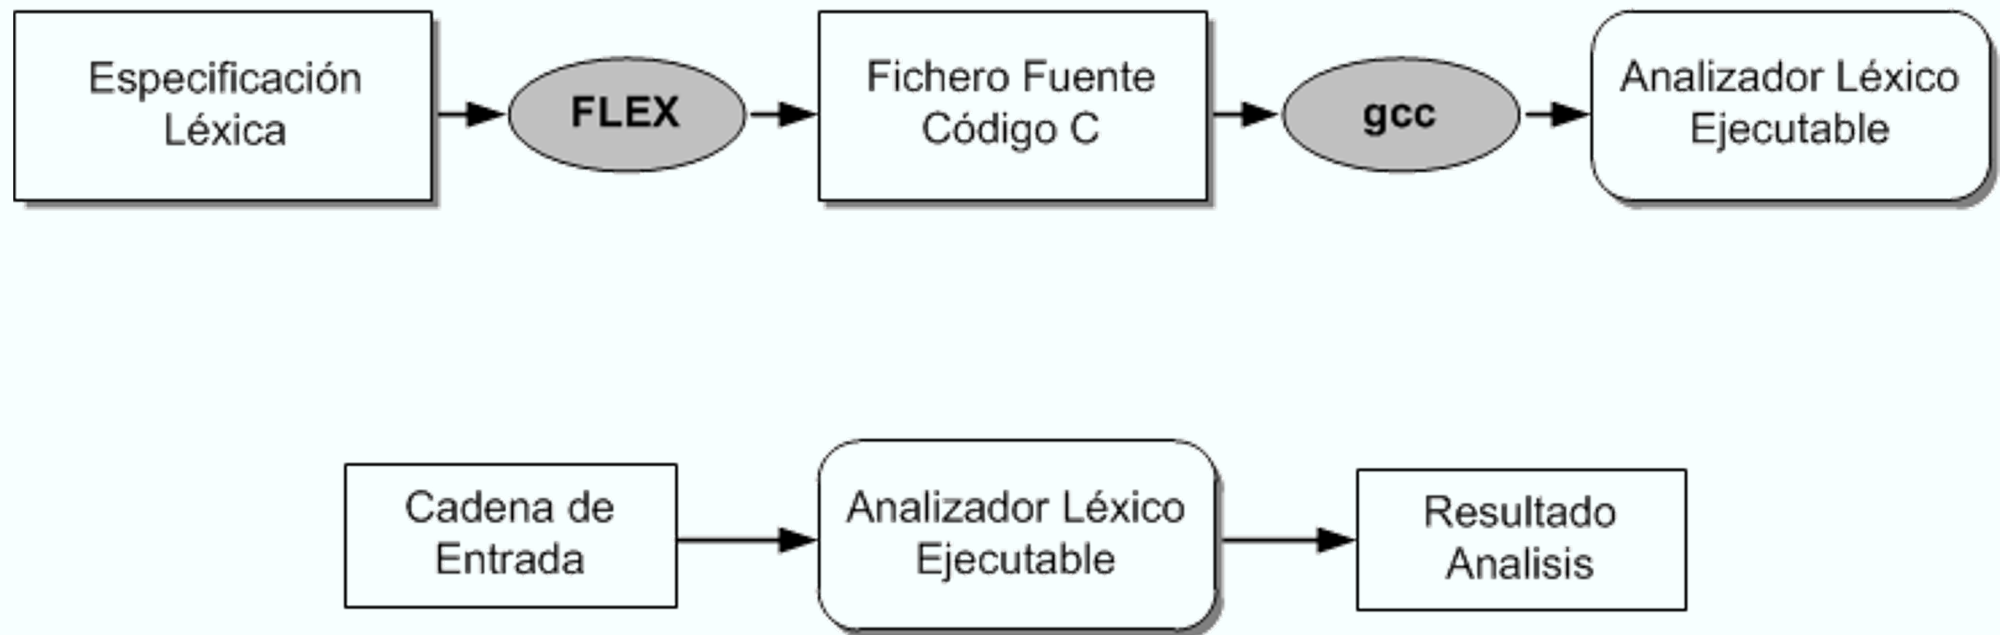 Especificación
Léxica
FLEX
Fichero Fuente
Código C
gcc
Analizador Léxico
Ejecutable
Cadena de
Entrada
Analizador Léxico
Ejecutable
Resultado
Analisis